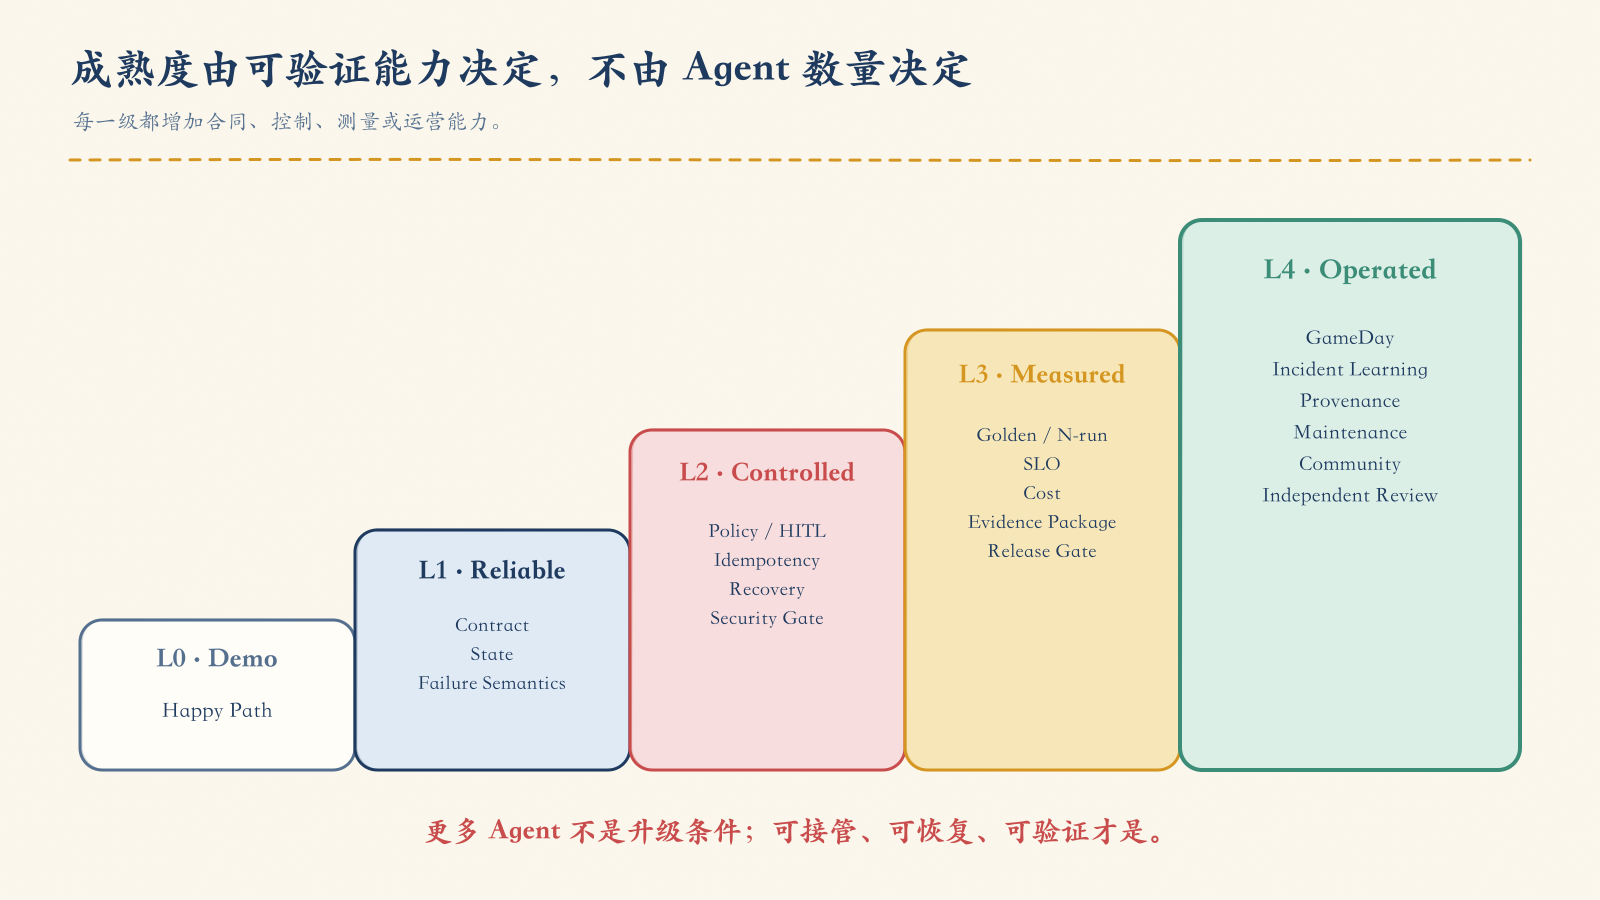 成熟度由可验证能力决定，不由 Agent 数量决定
每一级都增加合同、控制、测量或运营能力。
L0 · Demo
Happy Path
L1 · Reliable
Contract
State
Failure Semantics
L2 · Controlled
Policy / HITL
Idempotency
Recovery
Security Gate
L3 · Measured
Golden / N-run
SLO
Cost
Evidence Package
Release Gate
L4 · Operated
GameDay
Incident Learning
Provenance
Maintenance
Community
Independent Review
更多 Agent 不是升级条件；可接管、可恢复、可验证才是。